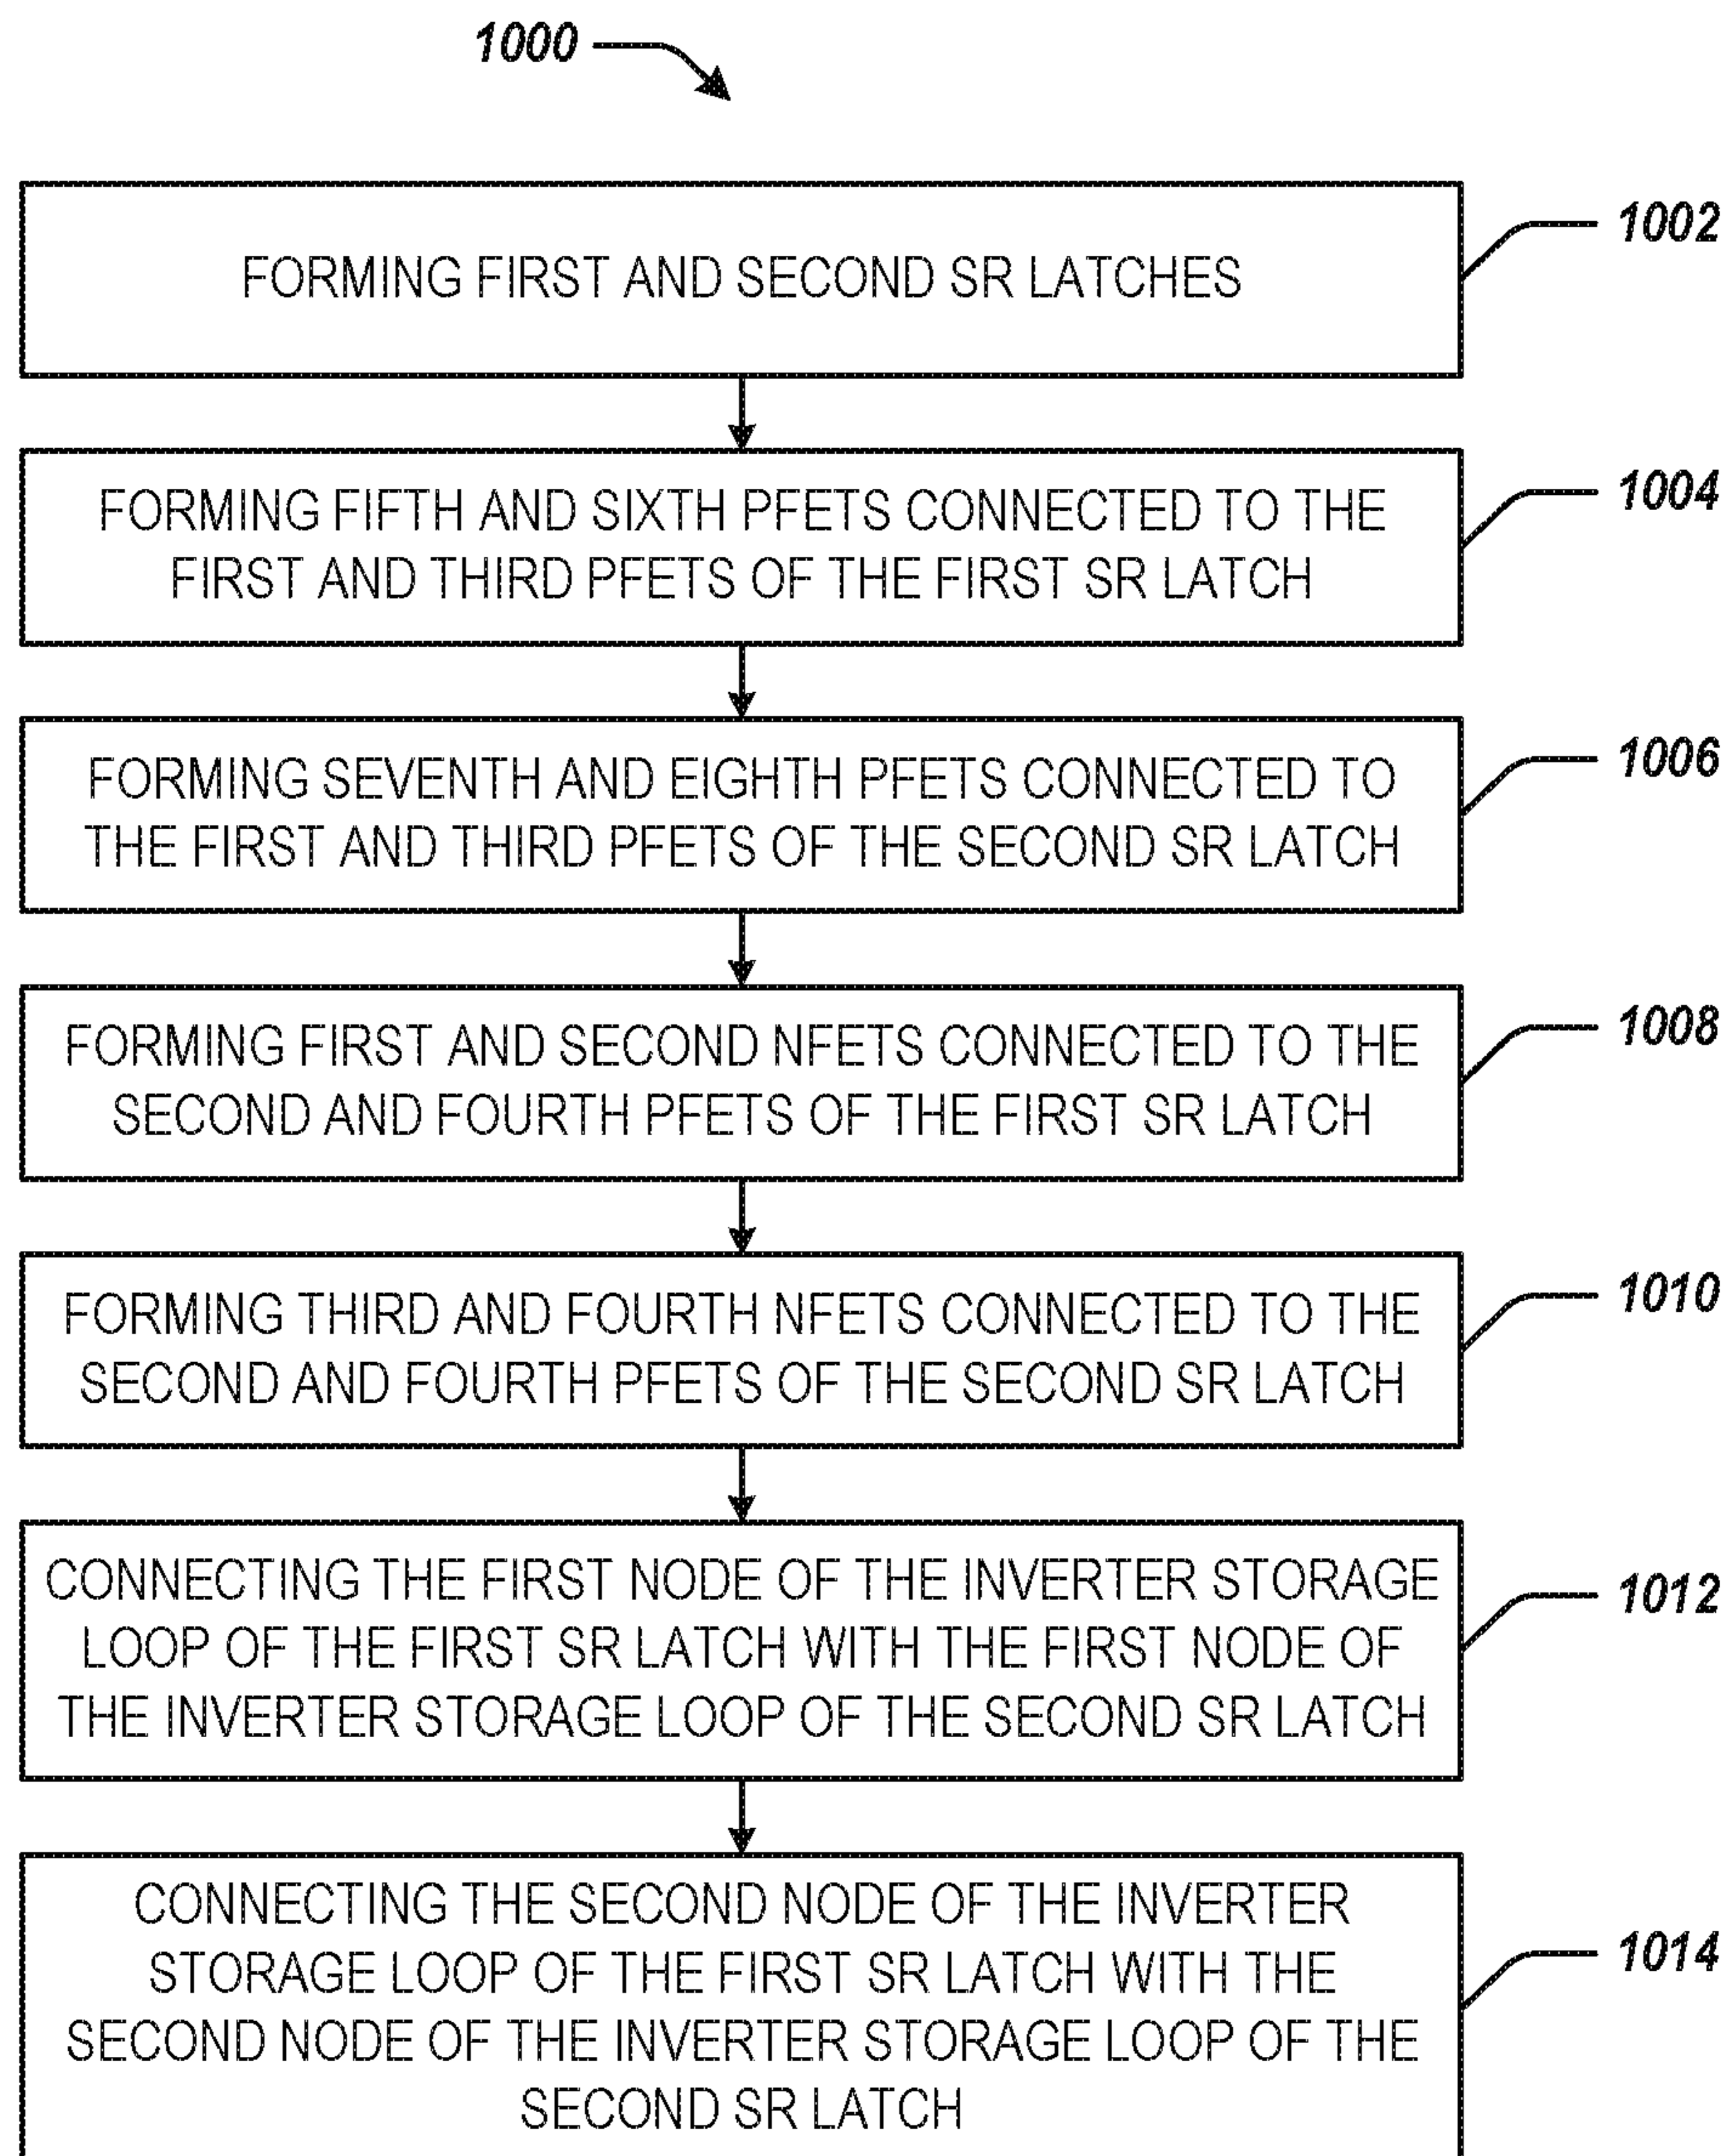 1000
FORMING FIRST AND SECOND SR LATCHES
1002
FORMING FIFTH AND SIXTH PFETS CONNECTED TO THE
FIRST AND THIRD PFETS OF THE FIRST SR LATCH
1004
FORMING SEVENTH AND EIGHTH PFETS CONNECTED TO
THE FIRST AND THIRD PFETS OF THE SECOND SR LATCH
1006
FORMING FIRST AND SECOND NFETS CONNECTED TO THE
SECOND AND FOURTH PFETS OF THE FIRST SR LATCH
1008
FORMING THIRD AND FOURTH NFETS CONNECTED TO THE
SECOND AND FOURTH PFETS OF THE SECOND SR LATCH
1010
CONNECTING THE FIRST NODE OF THE INVERTER STORAGE
LOOP OF THE FIRST SR LATCH WITH THE FIRST NODE OF
THE INVERTER STORAGE LOOP OF THE SECOND SR LATCH
1012
CONNECTING THE SECOND NODE OF THE INVERTER
STORAGE LOOP OF THE FIRST SR LATCH WITH THE
SECOND NODE OF THE INVERTER STORAGE LOOP OF THE
SECOND SR LATCH
1014